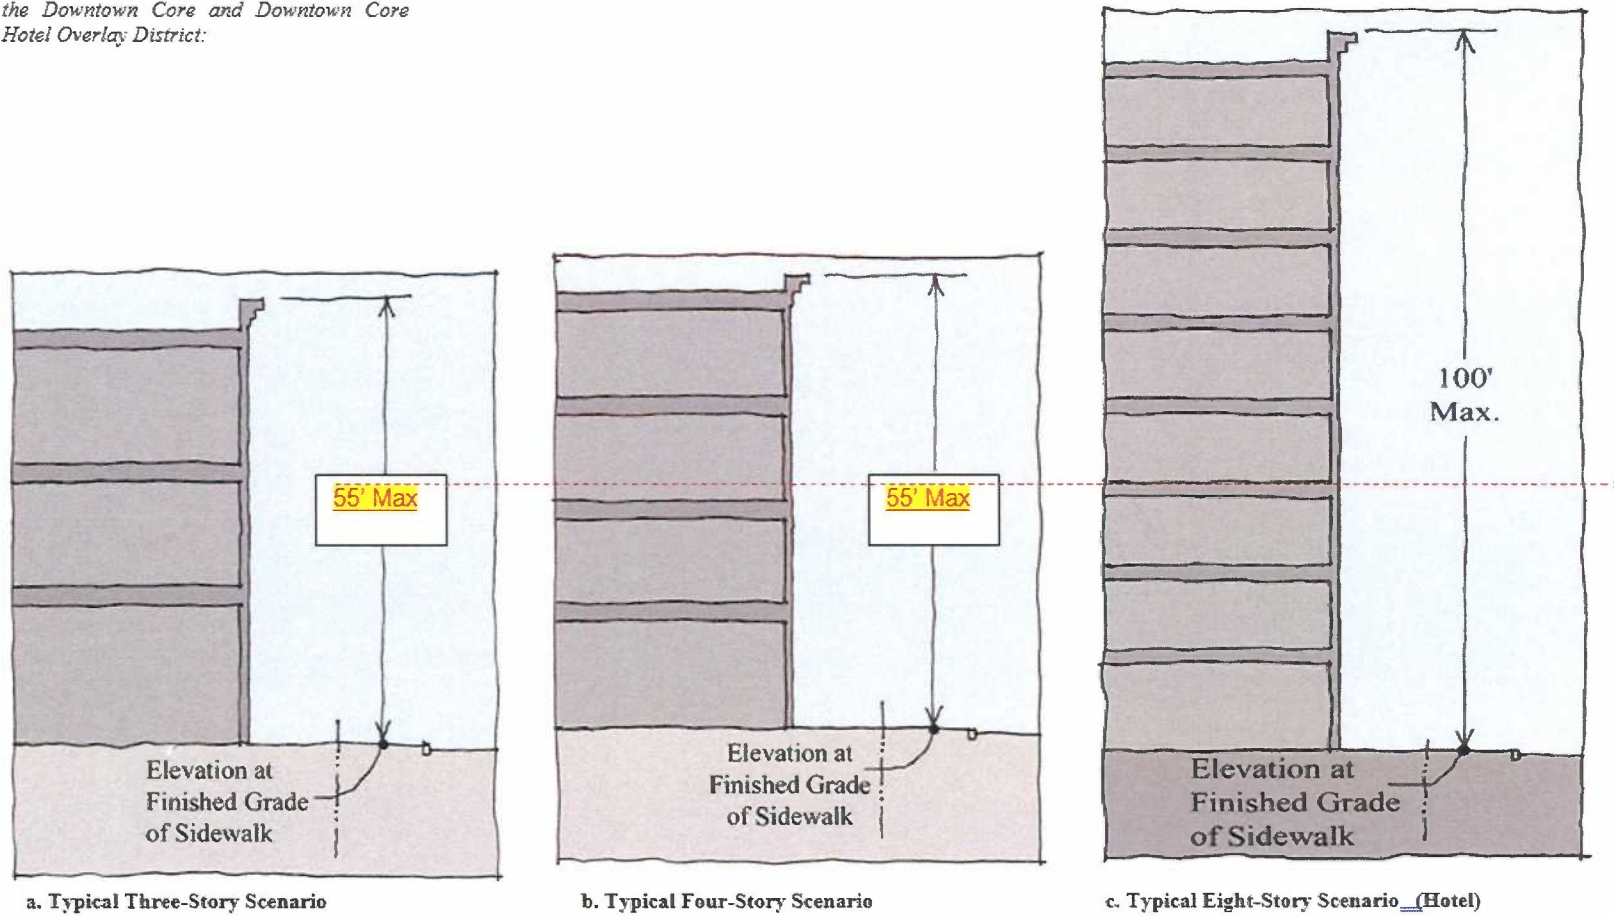 the Downtown Core and Downtown Core
Hotel Overlay District:
55' Max
Elevation at
Finished Grade
of Sidewalk
a. Typical Three-Story Scenario
55' Max
Elevation at
Finished Grade
of Sidewalk
b. Typical Four-Story Scenario
100'
Max.
Elevation at
Finished Grade
of Sidewalk
c. Typical Eight-Story Scenario (Hotel)